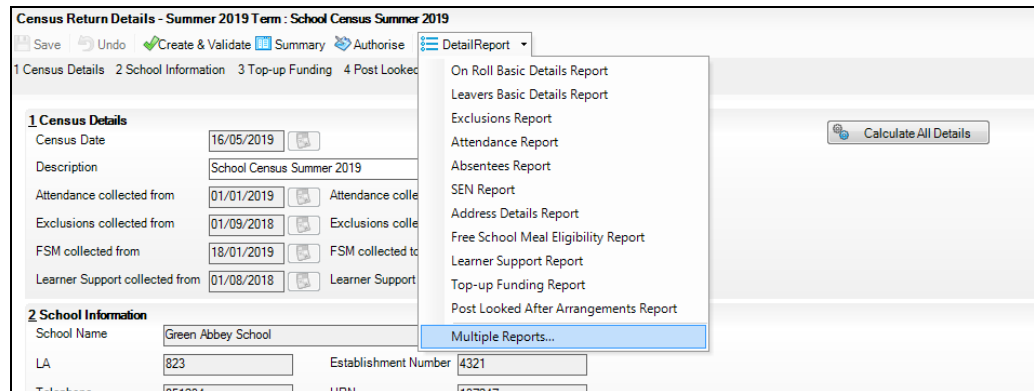 Census Return Details - Summer 2019 Term : School Census Summer 2019
Save Undo Create & Validate Summary Authorise DetailReport
1 Census Details 2 School Information 3 Top-up Funding 4 Post Looked
On Roll Basic Details Report
Leavers Basic Details Report
Exclusions Report
Attendance Report
Absentees Report
SEN Report
Address Details Report
Free School Meal Eligibility Report
Learner Support Report
Top-up Funding Report
Post Looked After Arrangements Report
Multiple Reports...
1 Census Details
Calculate All Details
Census Date 16/05/2019
Description School Census Summer 2019
Attendance collected from 01/01/2019 Attendance colle
Exclusions collected from 01/09/2018 Exclusions colle
FSM collected from 18/01/2019 FSM collected to
Learner Support collected from 01/08/2018 Learner Support
2 School Information
School Name Green Abbey School
LA 823 Establishment Number 4321